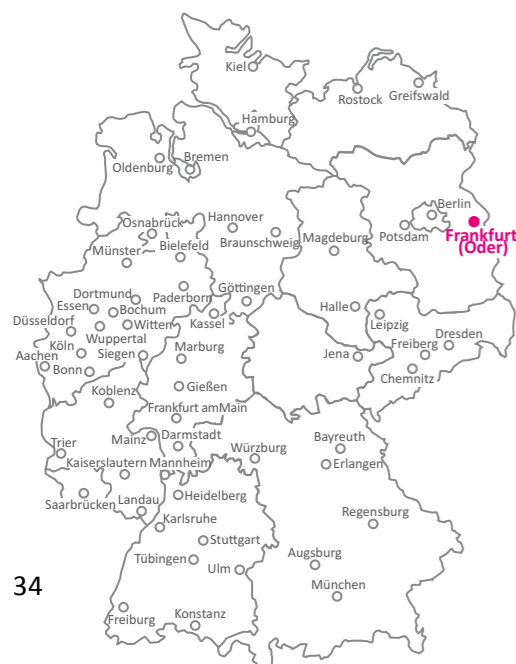 Kiel
Rostock
Greifswald
Hamburg
Oldenburg
Bremen
Berlin
Potsdam
Frankfurt
(Oder)
Hannover
Braunschweig
Magdeburg
Osnabrück
Münster
Bielefeld
Paderborn
Göttingen
Halle
Leipzig
Dortmund
Essen
Bochum
Düsseldorf
Witten
Kassel
Wuppertal
Köln
Siegen
Aachen
Bonn
Marburg
Jena
Freiberg
Dresden
Chemnitz
Gießen
Koblenz
Frankfurt amMain
Mainz
Darmstadt
Würzburg
Bayreuth
Erlangen
Trier
Kaiserslautern
Mannheim
Saarbrücken
Landau
Heidelberg
Karlsruhe
Regensburg
Stuttgart
Tübingen
Ulm
Augsburg
München
34
Freiburg
Konstanz